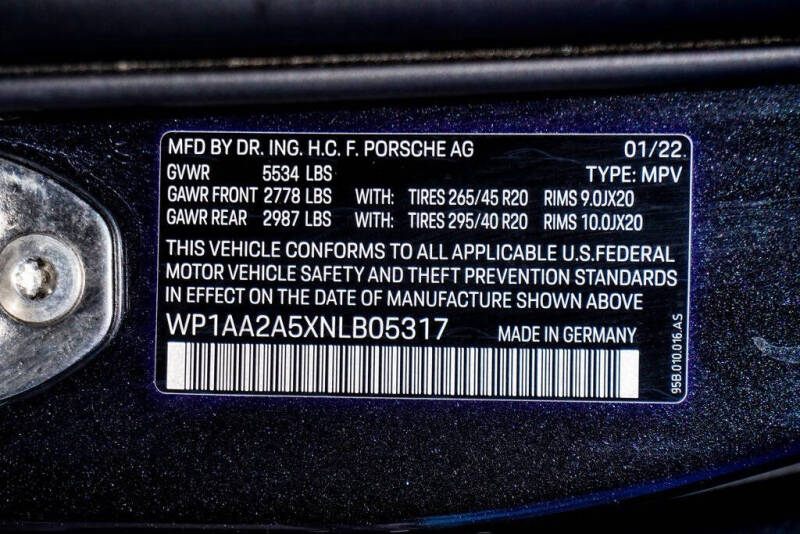 MFD BY DR. ING. H.C. F. PORSCHE AG 01/22
GVWR 5534 LBS TYPE: MPV
GAWR FRONT 2778 LBS WITH: TIRES 265/45 R20 RIMS 9.0JX20
GAWR REAR 2987 LBS WITH: TIRES 295/40 R20 RIMS 10.0JX20
THIS VEHICLE CONFORMS TO ALL APPLICABLE U.S.FEDERAL
MOTOR VEHICLE SAFETY AND THEFT PREVENTION STANDARDS
IN EFFECT ON THE DATE OF MANUFACTURE SHOWN ABOVE
WP1AA2A5XNLB05317 MADE IN GERMANY
95B.010.016.AS